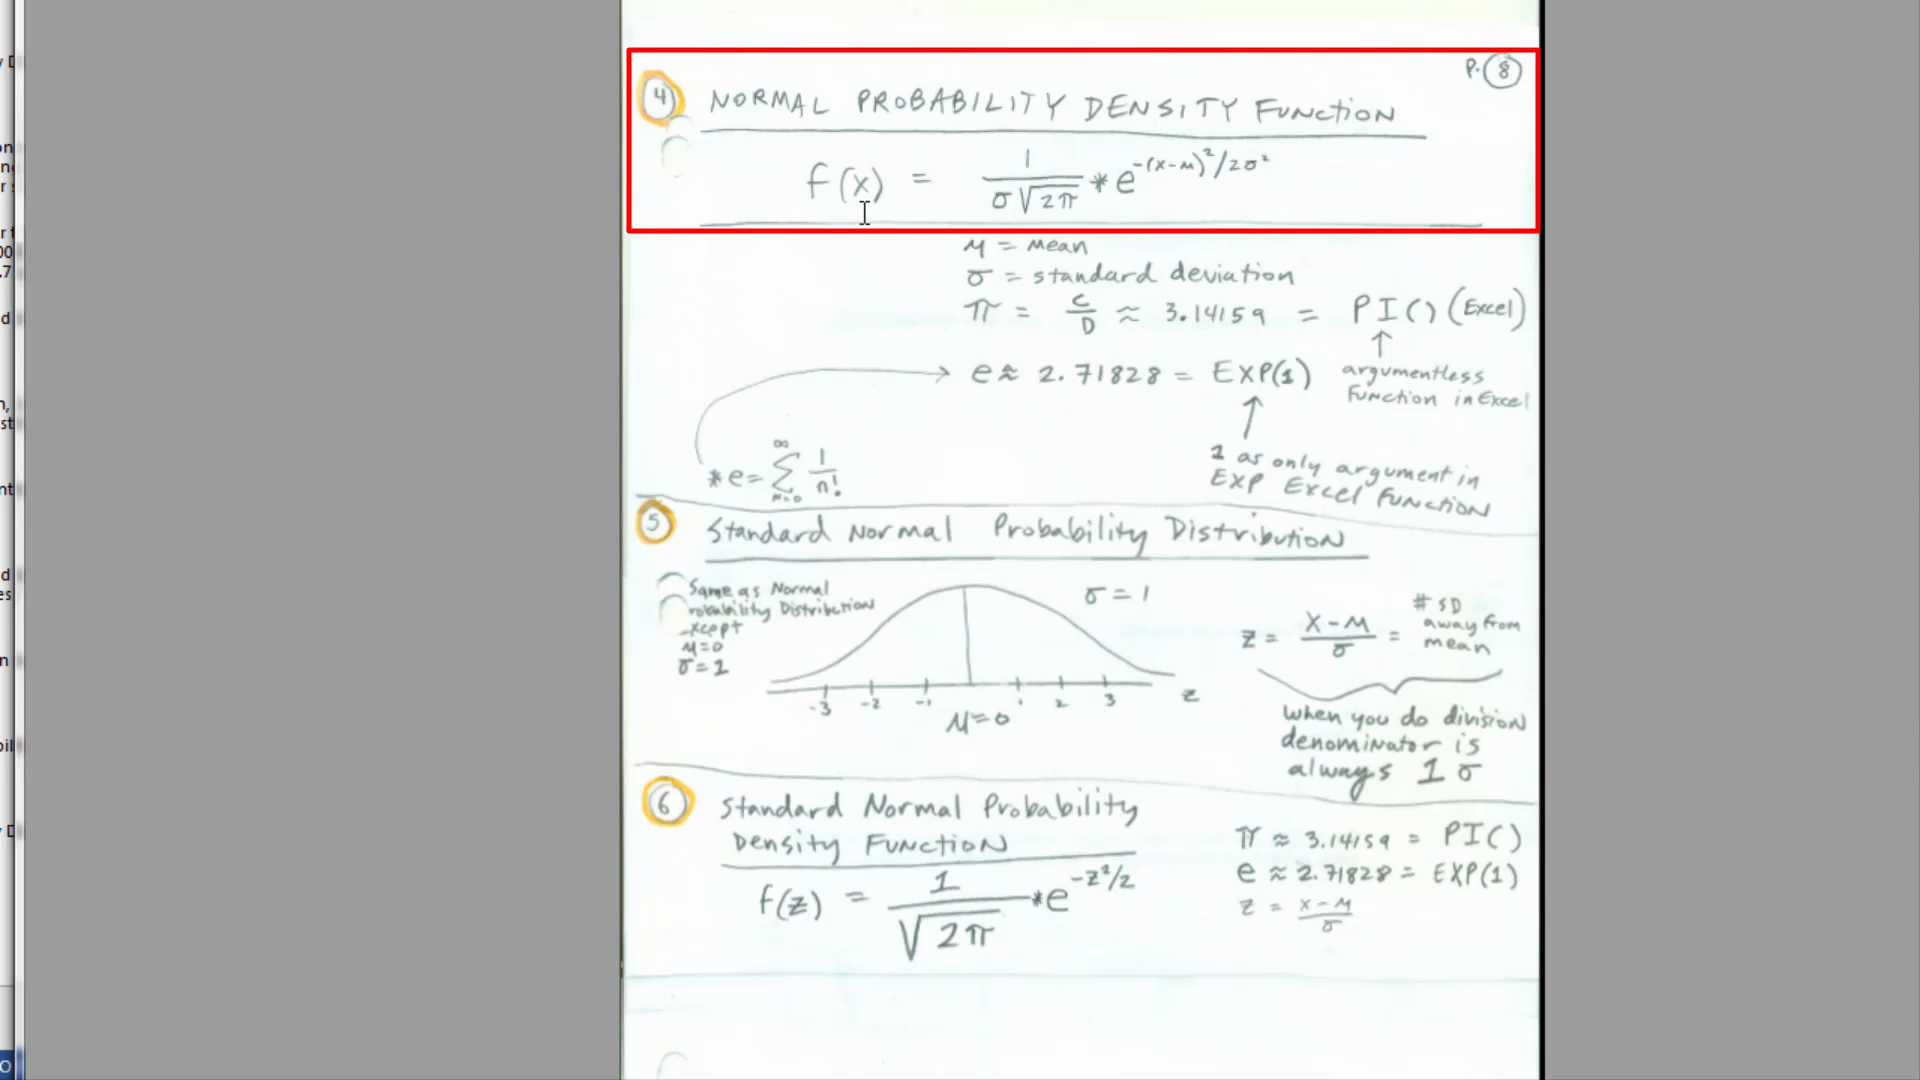 P. 8
4 NORMAL PROBABILITY DENSITY Function
f(x) = 1 / σ√2π * e^-(x-μ)²/2σ²
μ = mean
σ = standard deviation
π = C/D ≈ 3.14159 = PI() (Excel)
↑
argumentless
Function in Excel
e ≈ 2.71828 = EXP(1)
↑
1 as only argument in
EXP Excel Function
* e = ∞ Σ n=0 1/n!
5 Standard Normal Probability Distribution
Same as Normal
Probability Distribution
Except
μ=0
σ=1
σ = 1
-3 -2 -1 1 2 3 z
μ=0
z = x-μ / σ = # SD
away from
mean
when you do division
denominator is
always 1 σ
6 Standard Normal Probability
Density Function
f(z) = 1 / √2π * e^-z²/2
π ≈ 3.14159 = PI()
e ≈ 2.71828 = EXP(1)
z = x-μ / σ